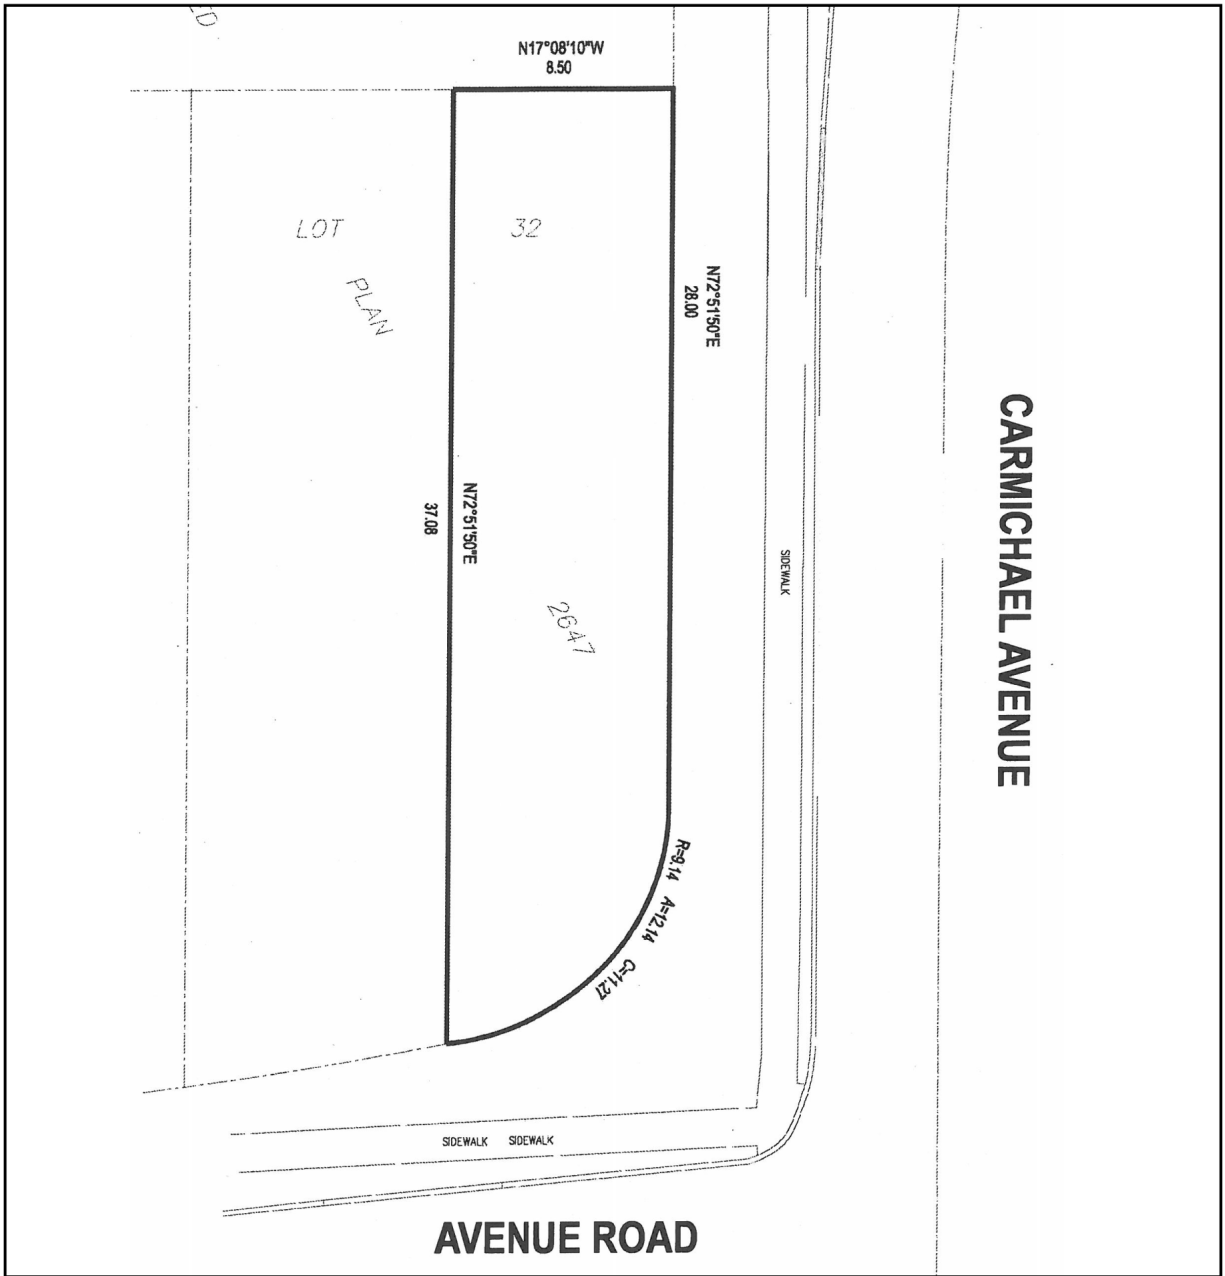 ED
N17°08'10"W
8.50
LOT 32
PLAN
N72°51'50"E
28.00
CARMICHAEL AVENUE
N72°51'50"E
37.08
SIDEWALK
2647
R=9.14 A=12.14 C=11.27
SIDEWALK SIDEWALK
AVENUE ROAD